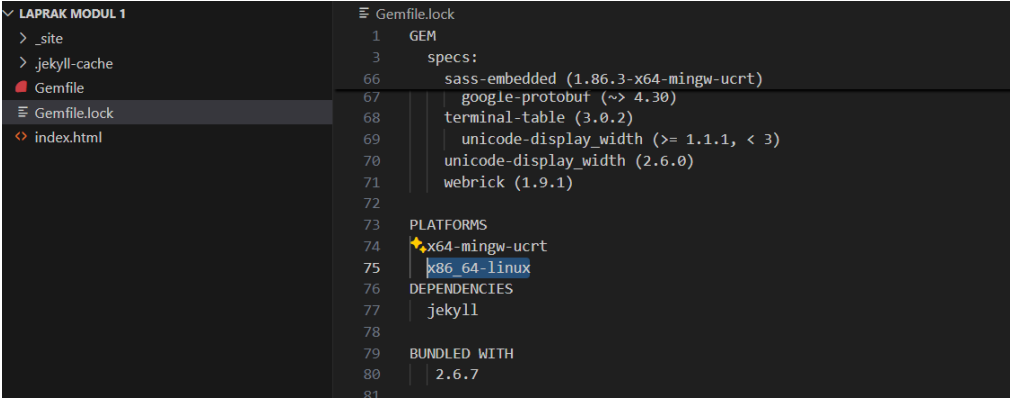 LAPRAK MODUL 1
_site
.jekyll-cache
Gemfile
Gemfile.lock
index.html
Gemfile.lock
1 GEM
3 specs:
66 sass-embedded (1.86.3-x64-mingw-ucrt)
67 google-protobuf (~> 4.30)
68 terminal-table (3.0.2)
69 unicode-display_width (>= 1.1.1, < 3)
70 unicode-display_width (2.6.0)
71 webrick (1.9.1)
72
73 PLATFORMS
74 x64-mingw-ucrt
75 x86_64-linux
76 DEPENDENCIES
77 jekyll
78
79 BUNDLED WITH
80 2.6.7
81